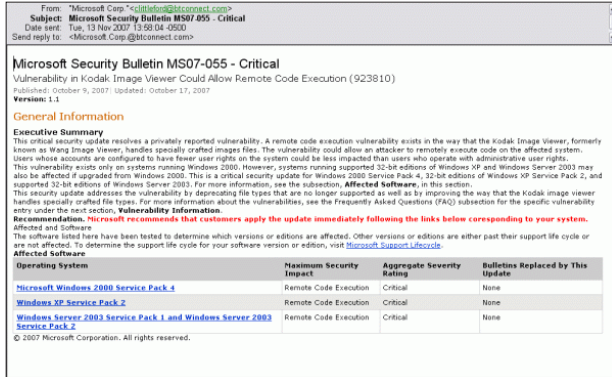 From: "Microsoft Corp."<clittleford@btconnect.com>
Subject: Microsoft Security Bulletin MS07-055 - Critical
Date sent: Tue, 13 Nov 2007 13:58:04 -0500
Send reply to: <Microsoft.Corp.@btconnect.com>
Microsoft Security Bulletin MS07-055 - Critical
Vulnerability in Kodak Image Viewer Could Allow Remote Code Execution (923810)
Published: October 9, 2007: Updated: October 17, 2007
Version: 1.1
General Information
Executive Summary
This critical security update resolves a privately reported vulnerability. A remote code execution vulnerability exists in the way that the Kodak Image Viewer, formerly
known as Wang Image Viewer, handles specially crafted images files. The vulnerability could allow an attacker to remotely execute code on the affected system.
Users whose accounts are configured to have fewer user rights on the system could be less impacted than users who operate with administrative user rights.
This vulnerability exists only on systems running Windows 2000. However, systems running supported 32-bit editions of Windows XP and Windows Server 2003 may
also be affected if upgraded from Windows 2000. This is a critical security update for Windows 2000 Service Pack 4, 32-bit editions of Windows XP Service Pack 2, and
supported 32-bit editions of Windows Server 2003. For more information, see the subsection, Affected Software, in this section.
This security update addresses the vulnerability by deprecating file types that are no longer supported as well as by improving the way that the Kodak image viewer
handles specially crafted file types. For more information about the vulnerabilities, see the Frequently Asked Questions (FAQ) subsection for the specific vulnerability
entry under the next section, Vulnerability Information.
Recommendation. Microsoft recommends that customers apply the update immediately following the links below coresponding to your system.
Affected and Software
The software listed here have been tested to determine which versions or editions are affected. Other versions or editions are either past their support life cycle or
are not affected. To determine the support life cycle for your software version or edition, visit Microsoft Support Lifecycle.
Affected Software
Operating System Maximum Security Impact Aggregate Severity Rating Bulletins Replaced by This Update
Microsoft Windows 2000 Service Pack 4 Remote Code Execution Critical None
Windows XP Service Pack 2 Remote Code Execution Critical None
Windows Server 2003 Service Pack 1 and Windows Server 2003 Service Pack 2 Remote Code Execution Critical None
© 2007 Microsoft Corporation. All rights reserved.